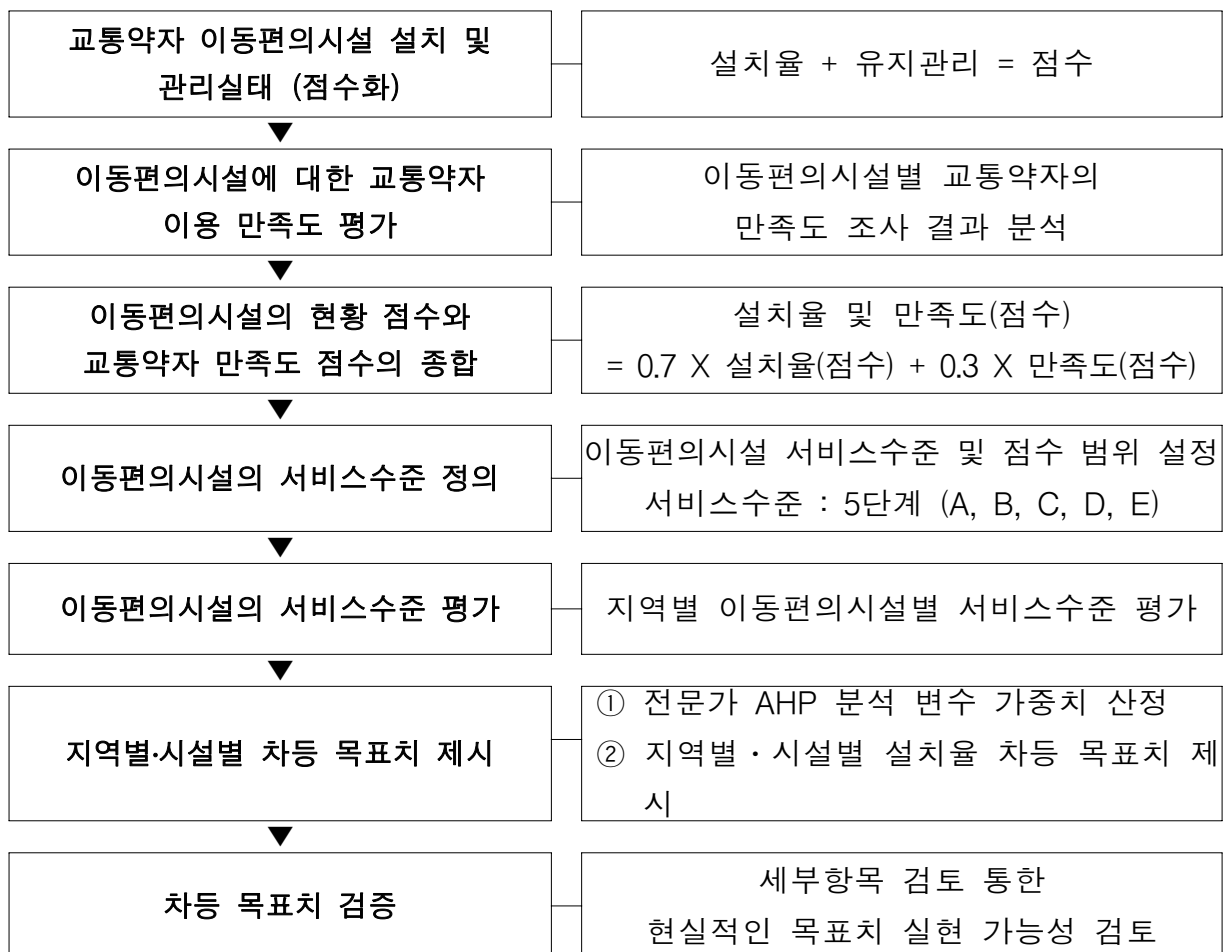 교통약자 이동편의시설 설치 및
관리실태 (점수화)
설치율 + 유지관리 = 점수
▼
이동편의시설에 대한 교통약자
이용 만족도 평가
이동편의시설별 교통약자의
만족도 조사 결과 분석
▼
이동편의시설의 현황 점수와
교통약자 만족도 점수의 종합
설치율 및 만족도(점수)
= 0.7 X 설치율(점수) + 0.3 X 만족도(점수)
▼
이동편의시설의 서비스수준 정의
이동편의시설 서비스수준 및 점수 범위 설정
서비스수준 : 5단계 (A, B, C, D, E)
▼
이동편의시설의 서비스수준 평가
지역별 이동편의시설별 서비스수준 평가
▼
지역별·시설별 차등 목표치 제시
① 전문가 AHP 분석 변수 가중치 산정
② 지역별·시설별 설치율 차등 목표치 제
시
▼
차등 목표치 검증
세부항목 검토 통한
현실적인 목표치 실현 가능성 검토